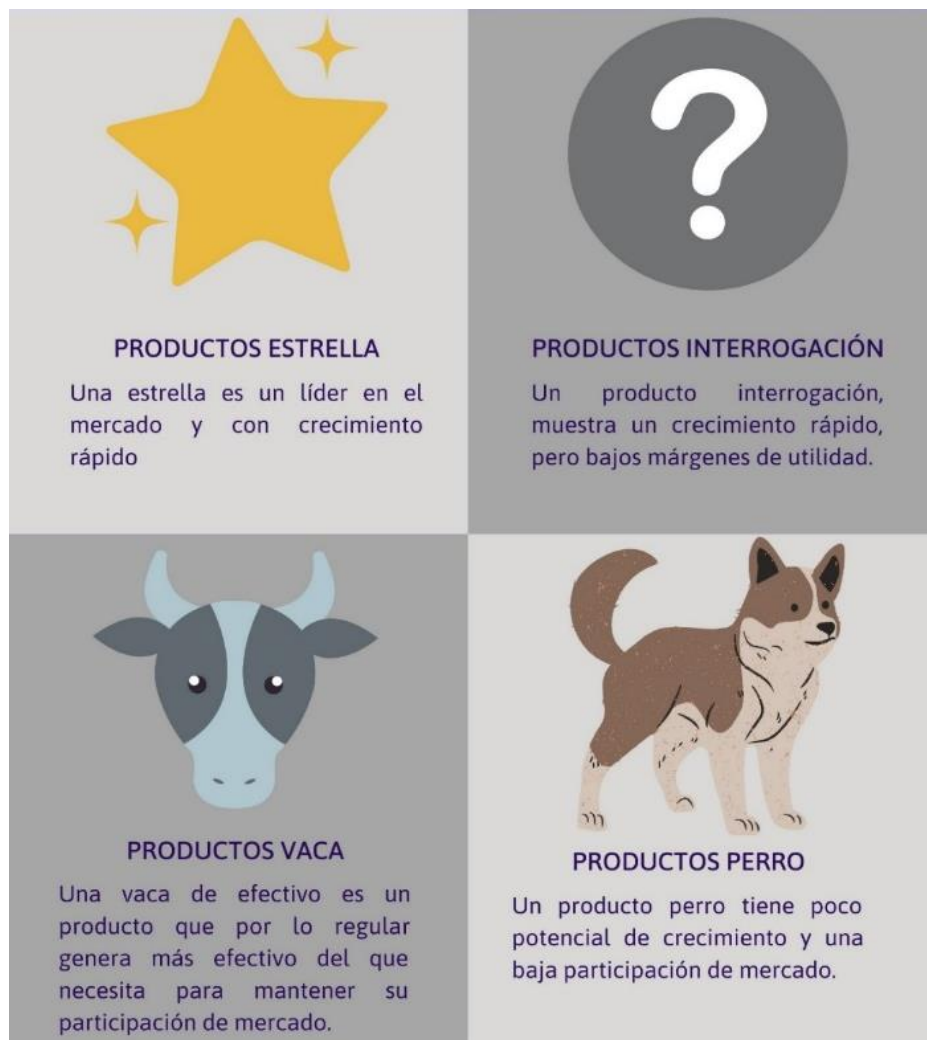 ?
PRODUCTOS ESTRELLA
Una estrella es un líder en el
mercado y con crecimiento
rápido
PRODUCTOS INTERROGACIÓN
Un producto interrogación,
muestra un crecimiento rápido,
pero bajos márgenes de utilidad.
PRODUCTOS VACA
Una vaca de efectivo es un
producto que por lo regular
genera más efectivo del que
necesita para mantener su
participación de mercado.
PRODUCTOS PERRO
Un producto perro tiene poco
potencial de crecimiento y una
baja participación de mercado.